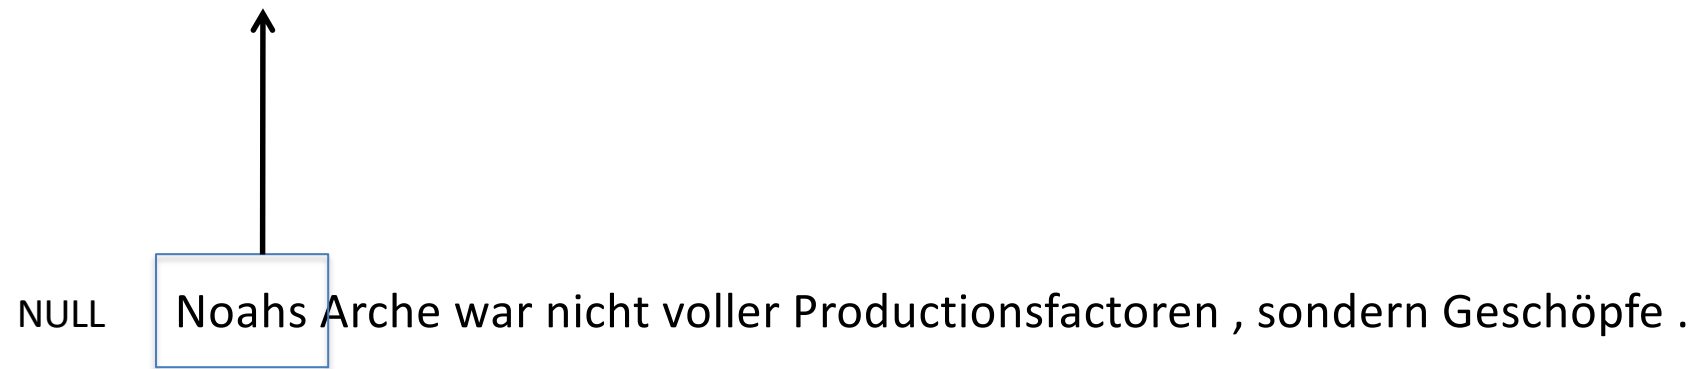 NULL Noahs Arche war nicht voller Productionsfactoren , sondern Geschöpfe .